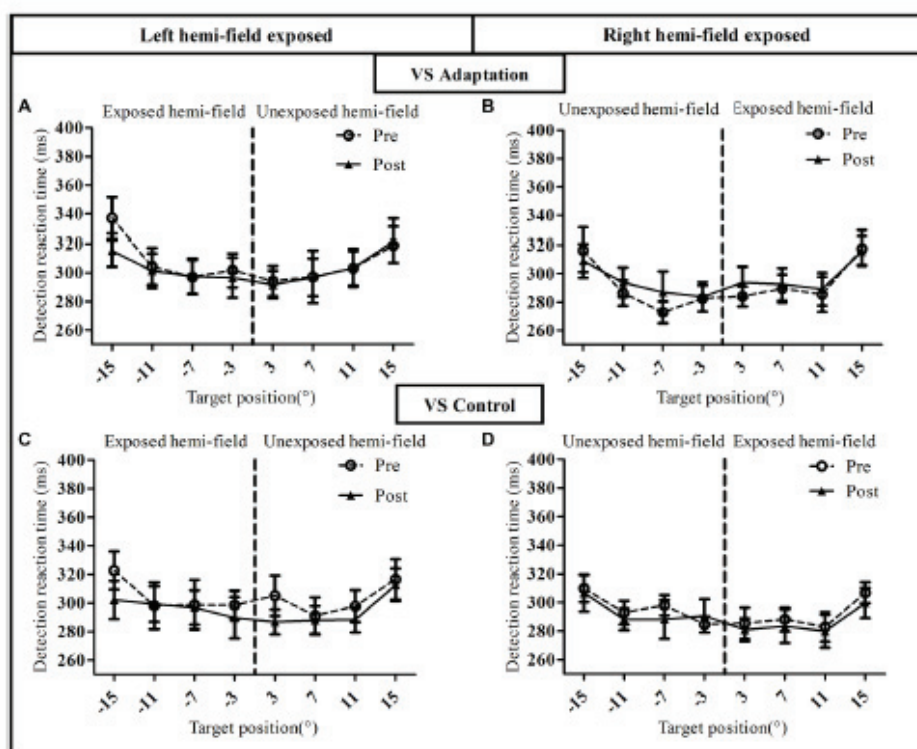 Left hemi-field exposed
Right hemi-field exposed
VS Adaptation
A
Exposed hemi-field
Unexposed hemi-field
Pre
Post
Detection reaction time (ms)
400
380
360
340
320
300
280
260
-15
-11
-7
-3
3
7
11
15
Target position(°)
B
Unexposed hemi-field
Exposed hemi-field
Pre
Post
Detection reaction time (ms)
400
380
360
340
320
300
280
260
-15
-11
-7
-3
3
7
11
15
Target position(°)
VS Control
C
Exposed hemi-field
Unexposed hemi-field
Pre
Post
Detection reaction time (ms)
400
380
360
340
320
300
280
260
-15
-11
-7
-3
3
7
11
15
Target position(°)
D
Unexposed hemi-field
Exposed hemi-field
Pre
Post
Detection reaction time (ms)
400
380
360
340
320
300
280
260
-15
-11
-7
-3
3
7
11
15
Target position(°)